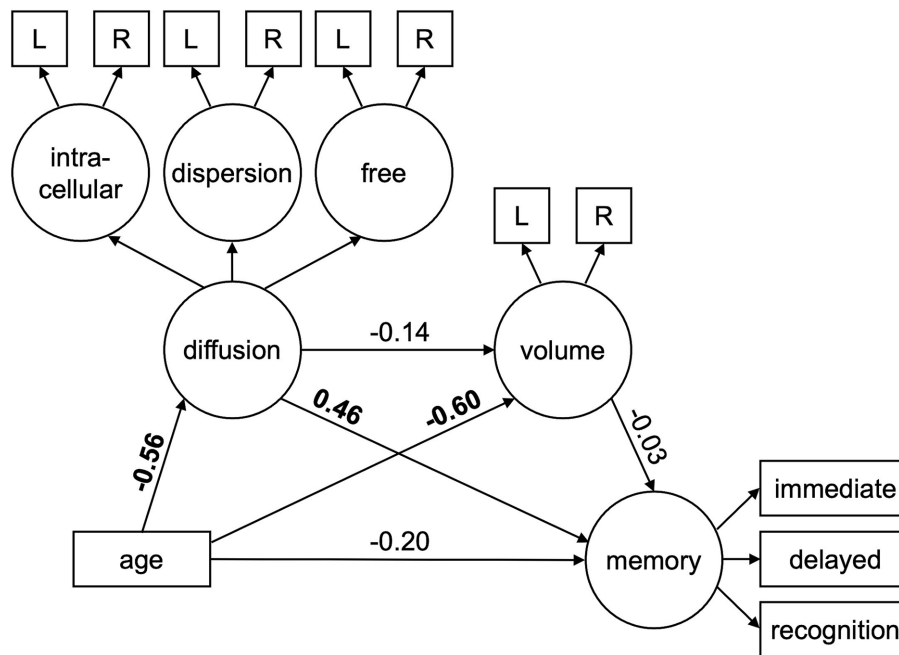 L R L R L R
intra-
cellular
dispersion
free
L R
diffusion
-0.14
volume
0.46
-0.60
-0.56
-0.03
immediate
age
-0.20
memory
delayed
recognition